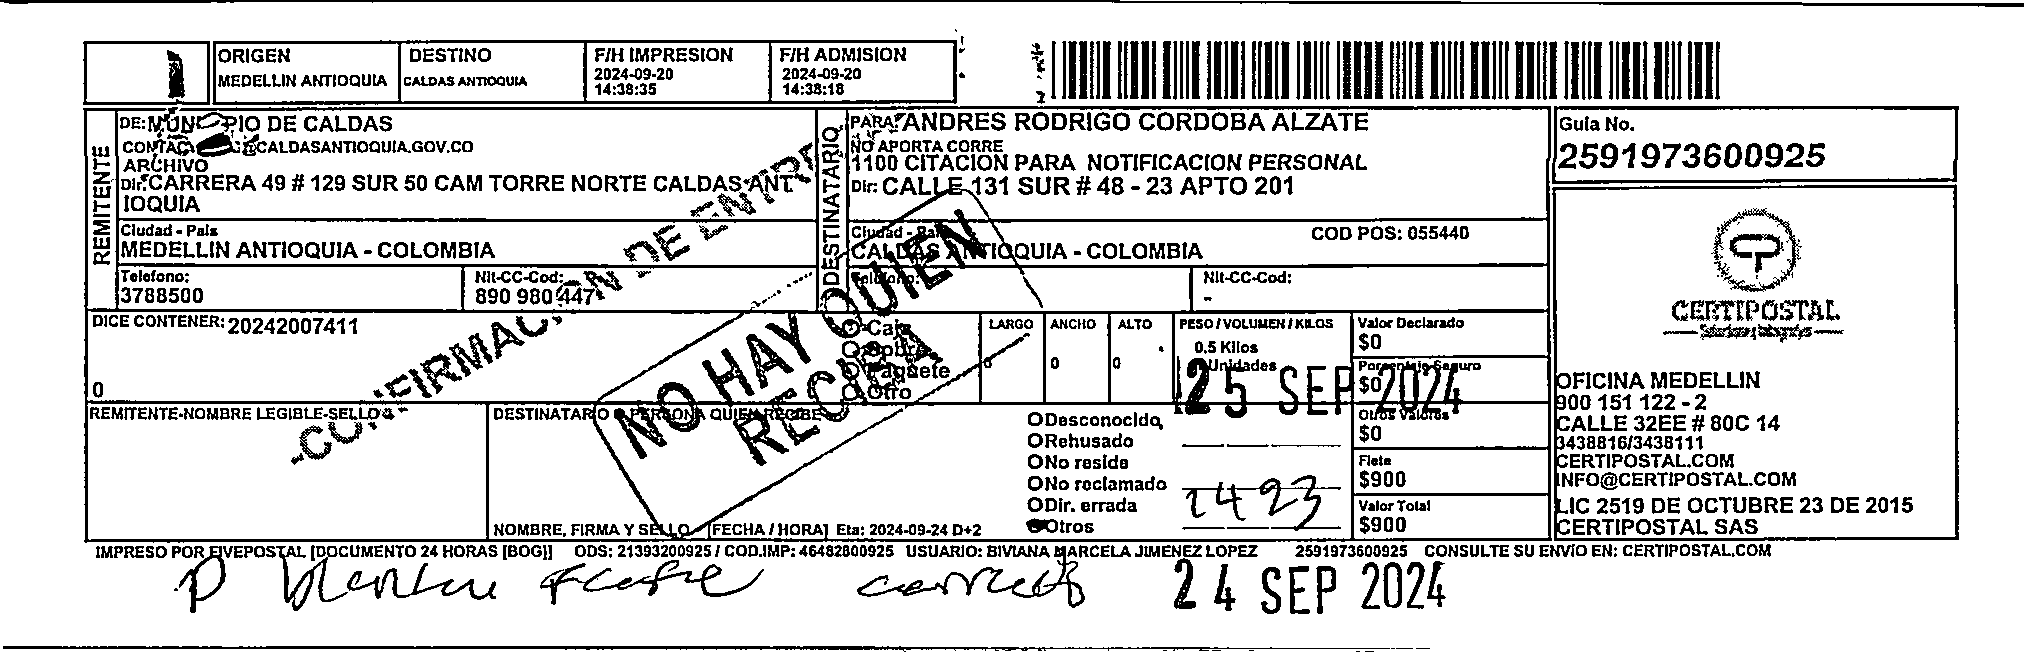 ORIGEN
MEDELLIN ANTIOQUIA
DESTINO
CALDAS ANTIOQUIA
F/H IMPRESION
2024-09-20
14:38:35
F/H ADMISION
2024-09-20
14:38:18
REMITENTE
DE: MUNICIPIO DE CALDAS
CALDASANTIOQUIA.GOV.CO
ARCHIVO
Dir: CARRERA 49 # 129 SUR 50 CAM TORRE NORTE CALDAS ANT
IOQUIA
Ciudad - Pais
MEDELLIN ANTIOQUIA - COLOMBIA
Telefono:
3788500
Nit-CC-Cod:
890 980 447
DESTINATARIO
PARA: ANDRES RODRIGO CORDOBA ALZATE
NO APORTA CORRE
1100 CITACION PARA NOTIFICACION PERSONAL
Dir: CALLE 131 SUR # 48 - 23 APTO 201
Ciudad - Pais
COD POS: 055440
CALDAS ANTIOQUIA - COLOMBIA
Telefono:
Nit-CC-Cod:
-
Guia No.
2591973600925
CERTIPOSTAL
OFICINA MEDELLIN
900 151 122 - 2
CALLE 32EE # 80C 14
3438816/3438111
CERTIPOSTAL.COM
INFO@CERTIPOSTAL.COM
LIC 2519 DE OCTUBRE 23 DE 2015
CERTIPOSTAL SAS
DICE CONTENER: 20242007411
0
Caja
Sobre
Paquete
Otro
LARGO
0
ANCHO
0
ALTO
0
PESO / VOLUMEN / KILOS
0,5 Kilos
Unidades
Valor Declarado
$0
Porcentaje Seguro
$0
Otros Valores
$0
Flete
$900
Valor Total
$900
REMITENTE-NOMBRE LEGIBLE-SELLO
DESTINATARIO O PERSONA QUIEN RECIBE
NOMBRE, FIRMA Y SELLO [FECHA / HORA] Eta: 2024-09-24 D+2
Desconocido
Rehusado
No reside
No reclamado
Dir. errada
Otros
1423
25 SEP 2024
NO HAY QUIEN
RECIBA
IMPRESO POR FIVEPOSTAL [DOCUMENTO 24 HORAS [BOG]] ODS: 21393200925 / COD.IMP: 46482800925 USUARIO: BIVIANA MARCELA JIMENEZ LOPEZ 2591973600925 CONSULTE SU ENVIO EN: CERTIPOSTAL.COM
24 SEP 2024